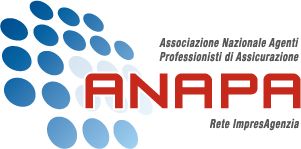 Associazione Nazionale Agenti
Professionisti di Assicurazione
ANAPA
Rete ImpresAgenzia